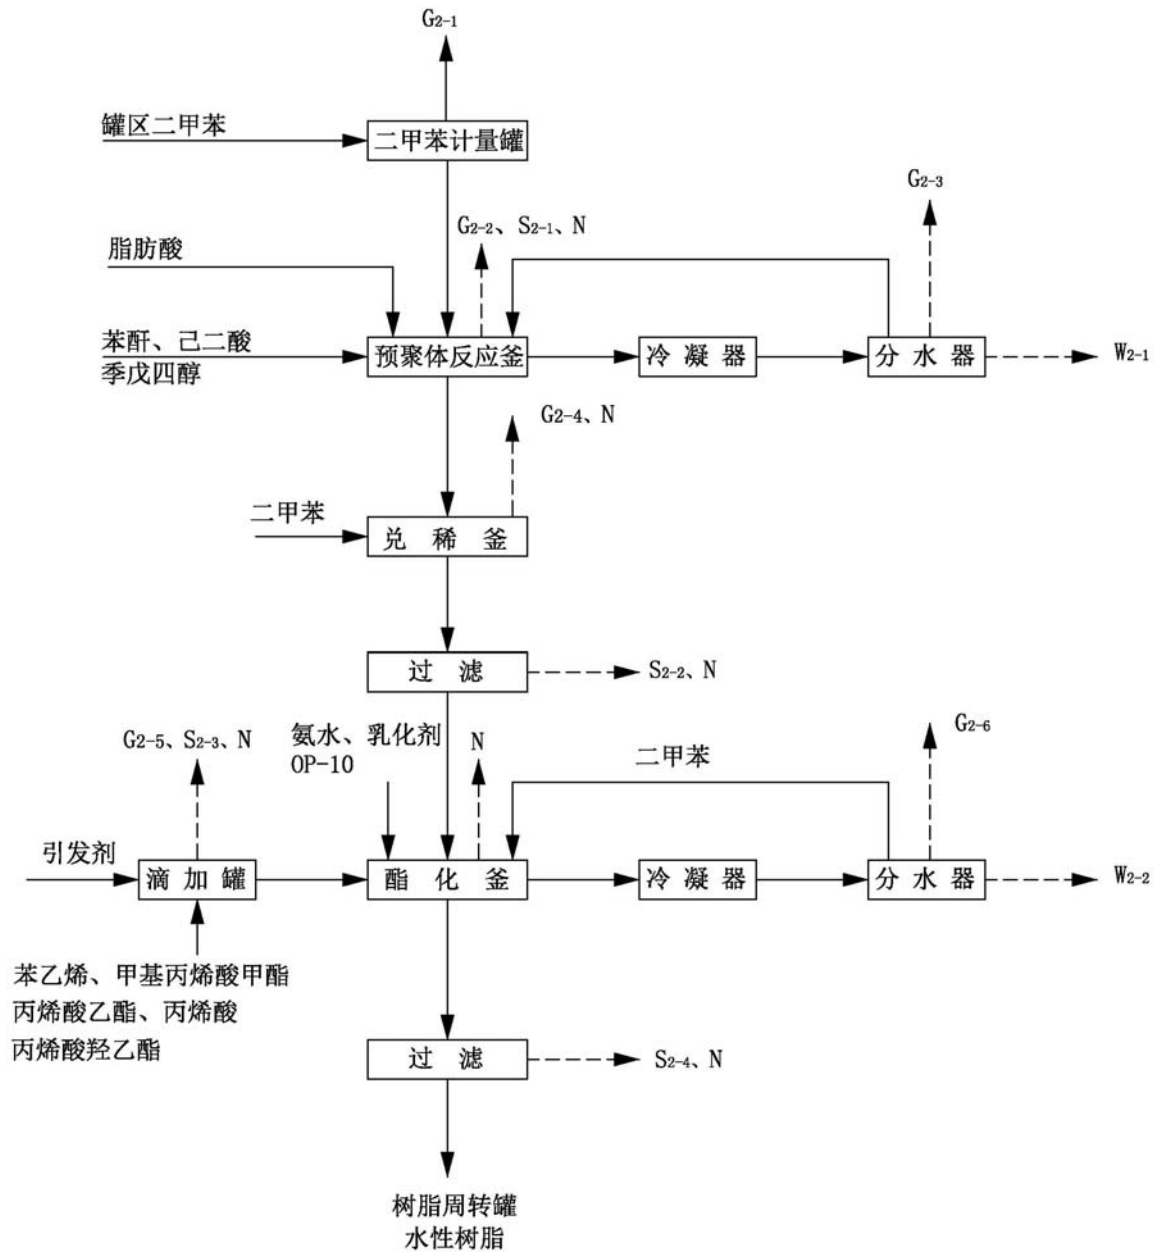 G2-1
罐区二甲苯
二甲苯计量罐
G2-3
G2-2、S2-1、N
脂肪酸
苯酐、己二酸
季戊四醇
预聚体反应釜
冷凝器
分水器
W2-1
G2-4、N
二甲苯
兑稀釜
过滤
S2-2、N
G2-5、S2-3、N
氨水、乳化剂
OP-10
N
二甲苯
G2-6
引发剂
滴加罐
酯化釜
冷凝器
分水器
W2-2
苯乙烯、甲基丙烯酸甲酯
丙烯酸乙酯、丙烯酸
丙烯酸羟乙酯
过滤
S2-4、N
树脂周转罐
水性树脂